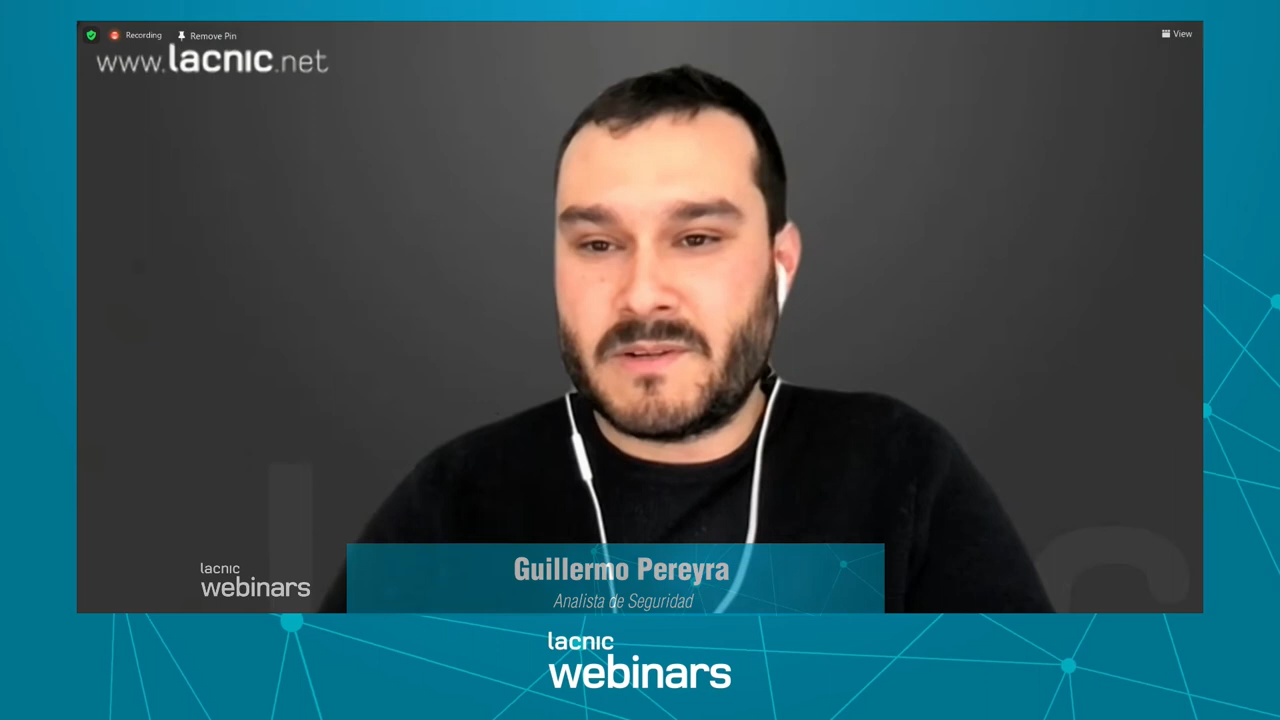 Recording
Remove Pin
View
www.lacnic.net
lacnic
webinars
Guillermo Pereyra
Analista de Seguridad
lacnic
webinars